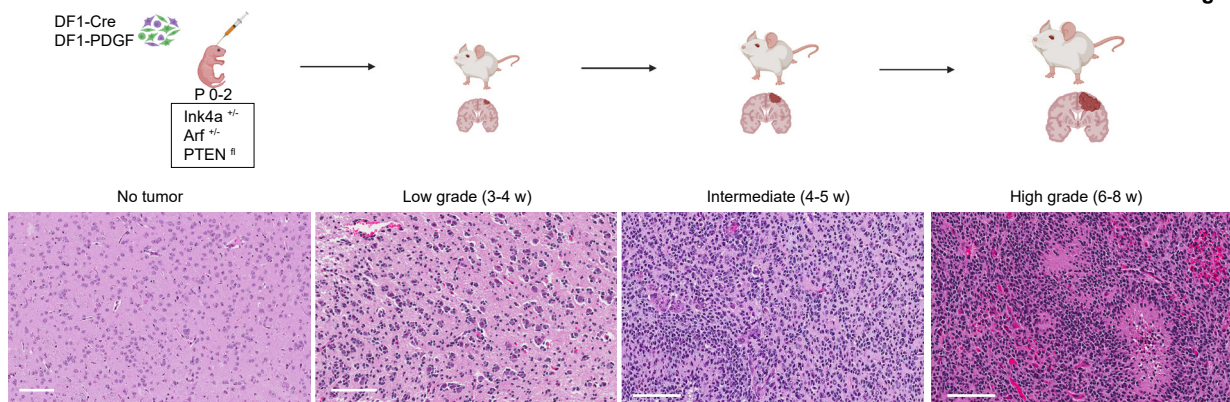 g
DF1-Cre
DF1-PDGF
P 0-2
Ink4a +/-
Arf +/-
PTEN fl
No tumor
Low grade (3-4 w)
Intermediate (4-5 w)
High grade (6-8 w)